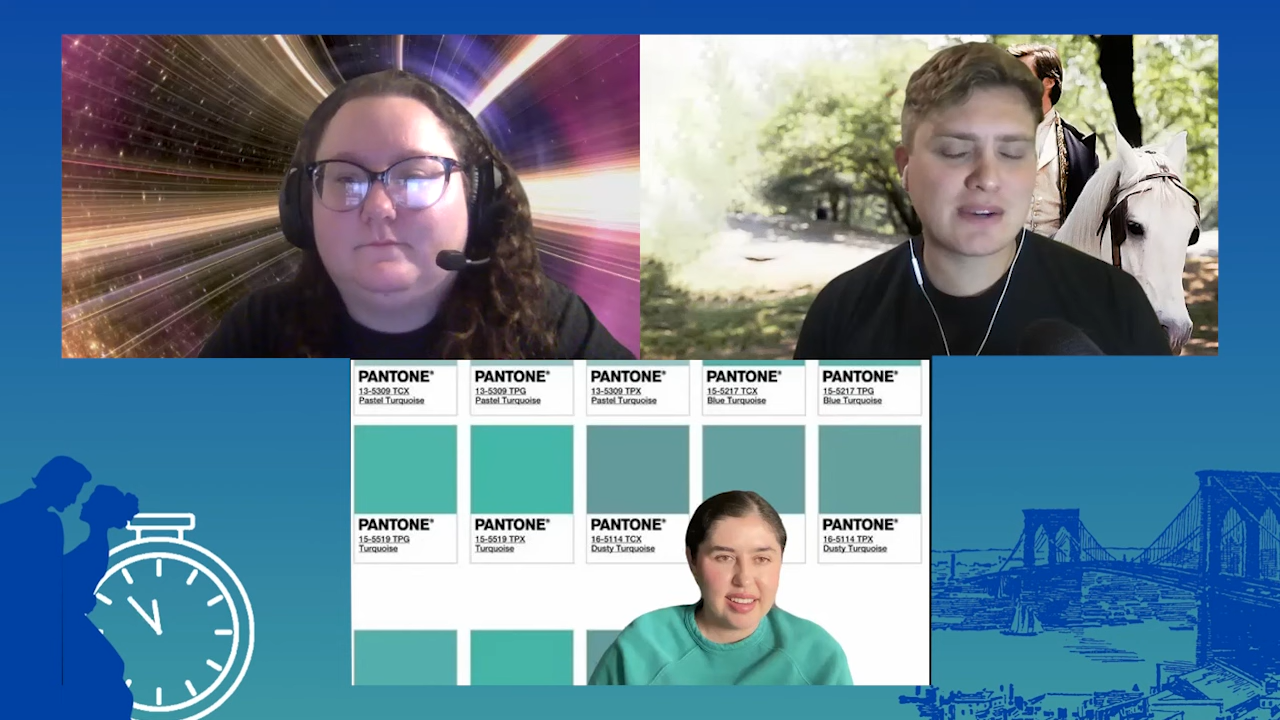 PANTONE®
13-5309 TCX
Pastel Turquoise
PANTONE®
13-5309 TPG
Pastel Turquoise
PANTONE®
13-5309 TPX
Pastel Turquoise
PANTONE®
15-5217 TCX
Blue Turquoise
PANTONE®
15-5217 TPG
Blue Turquoise
PANTONE®
15-5519 TPG
Turquoise
PANTONE®
15-5519 TPX
Turquoise
PANTONE®
16-5114 TCX
Dusty Turquoise
PANTONE®
16-5114 TPX
Dusty Turquoise